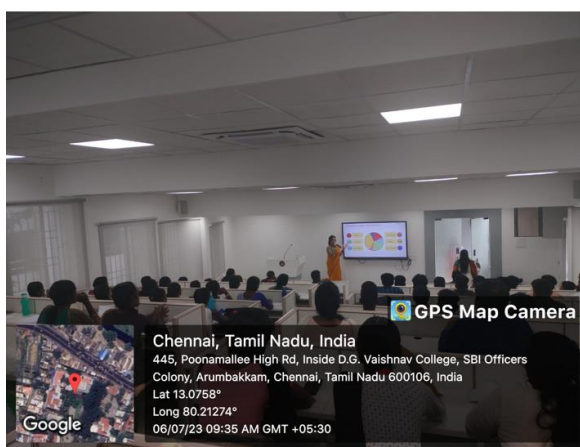 GPS Map Camera
Chennai, Tamil Nadu, India
445, Poonamallee High Rd, Inside D.G. Vaishnav College, SBI Officers
Colony, Arumbakkam, Chennai, Tamil Nadu 600106, India
Lat 13.0758°
Long 80.21274°
06/07/23 09:35 AM GMT +05:30
Google